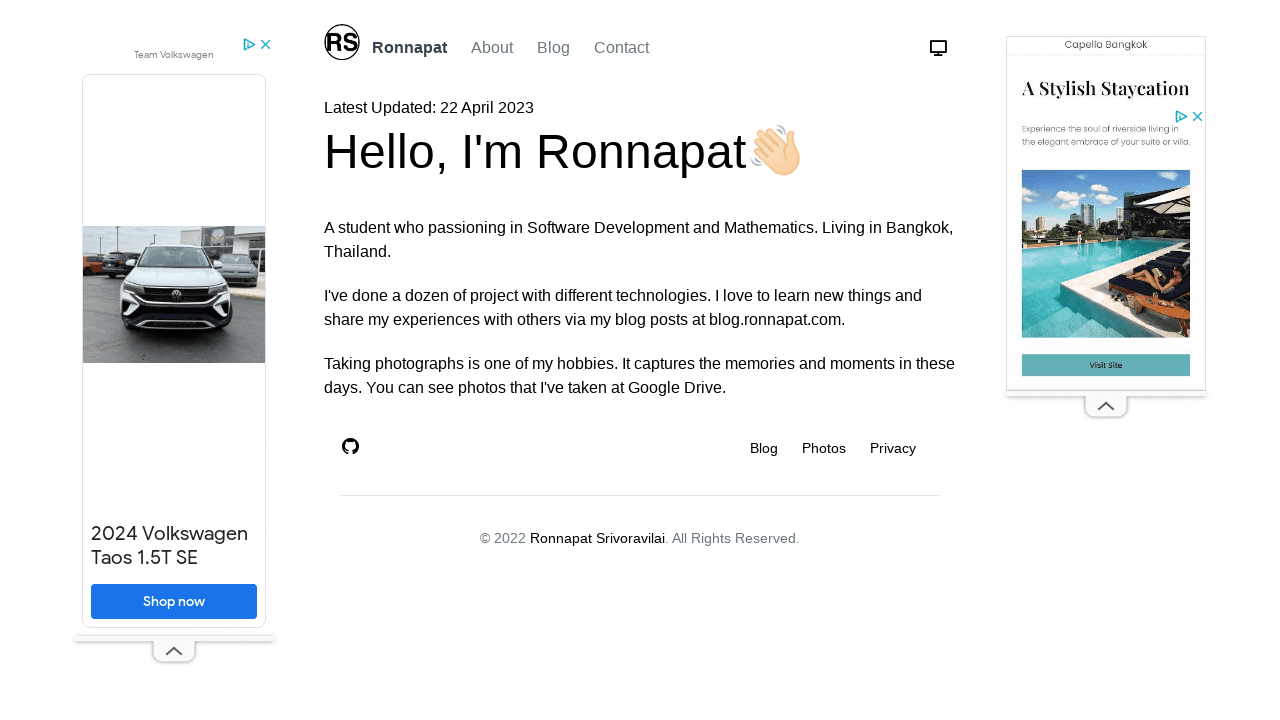 Team Volkswagen
2024 Volkswagen
Taos 1.5T SE
Shop now
RS
Ronnapat
About
Blog
Contact
Latest Updated: 22 April 2023
Hello, I'm Ronnapat
A student who passioning in Software Development and Mathematics. Living in Bangkok,
Thailand.
I've done a dozen of project with different technologies. I love to learn new things and
share my experiences with others via my blog posts at blog.ronnapat.com.
Taking photographs is one of my hobbies. It captures the memories and moments in these
days. You can see photos that I've taken at Google Drive.
Blog
Photos
Privacy
© 2022 Ronnapat Srivoravilai. All Rights Reserved.
Capella Bangkok
A Stylish Staycation
Experience the soul of riverside living in
the elegant embrace of your suite or villa.
Visit Site